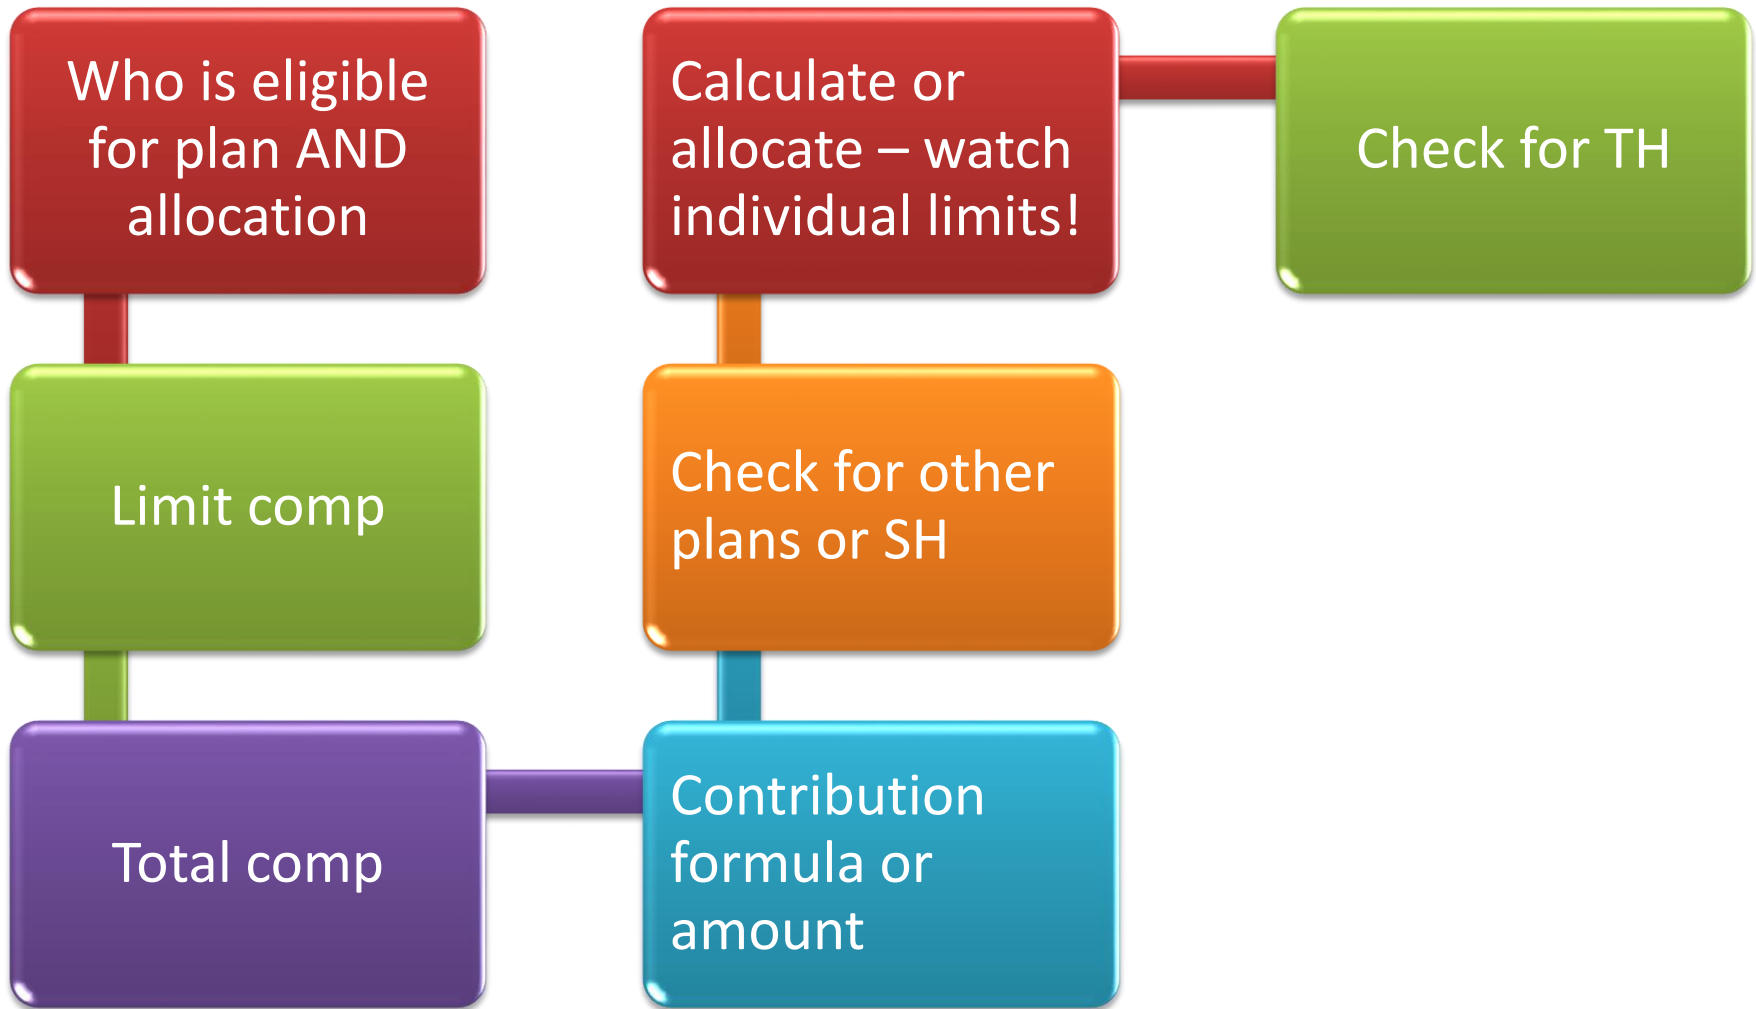 Who is eligible
for plan AND
allocation
Limit comp
Total comp
Contribution
formula or
amount
Check for other
plans or SH
Calculate or
allocate – watch
individual limits!
Check for TH